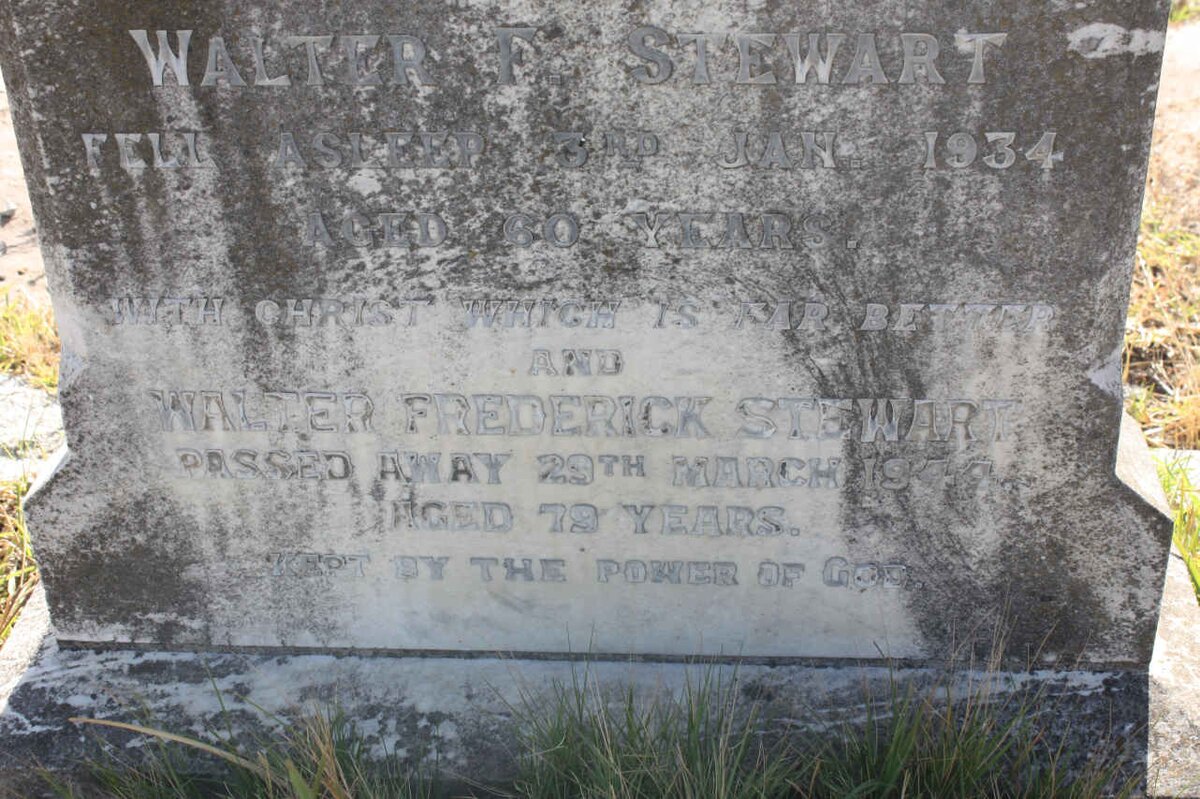 WALTER F. STEWART
FELL ASLEEP 3RD JAN. 1934
AGED 60 YEARS.
WITH CHRIST WHICH IS FAR BETTER
AND
WALTER FREDERICK STEWART
PASSED AWAY 29TH MARCH 1944.
AGED 79 YEARS.
KEPT BY THE POWER OF GOD.